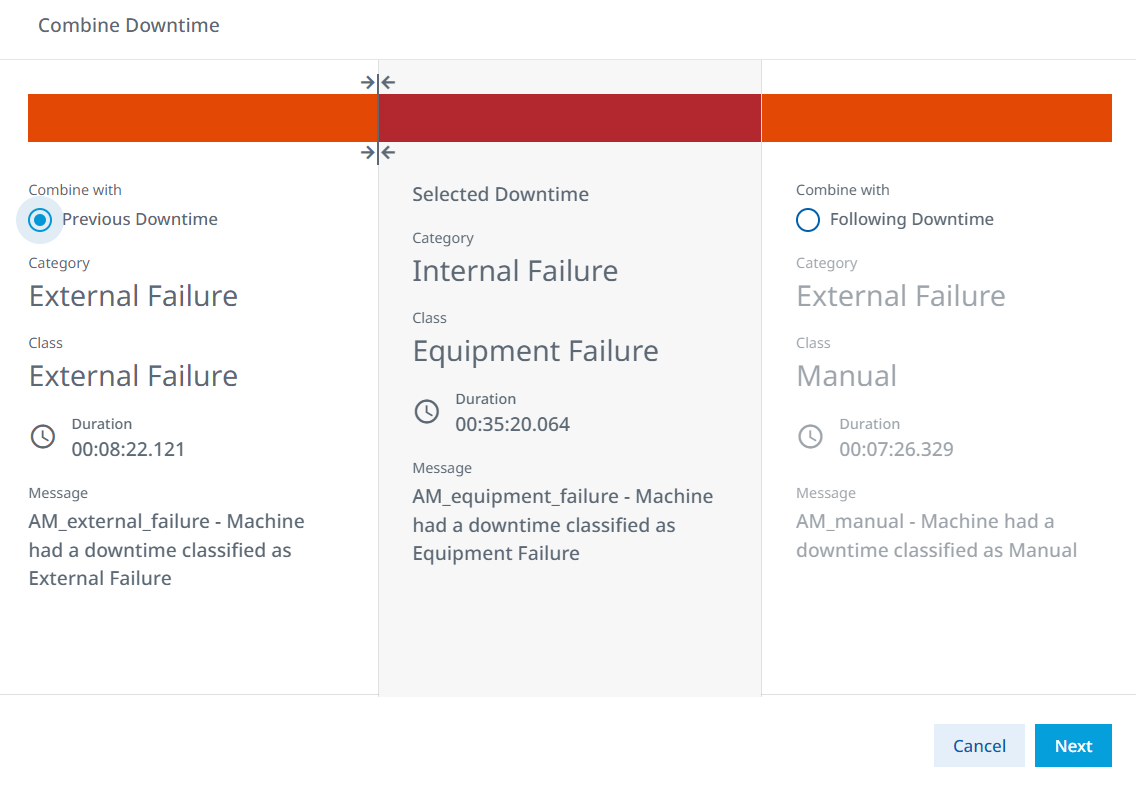 Combine Downtime
Combine with
Previous Downtime
Category
External Failure
Class
External Failure
Duration
00:08:22.121
Message
AM_external_failure - Machine
had a downtime classified as
External Failure
Selected Downtime
Category
Internal Failure
Class
Equipment Failure
Duration
00:35:20.064
Message
AM_equipment_failure - Machine
had a downtime classified as
Equipment Failure
Combine with
Following Downtime
Category
External Failure
Class
Manual
Duration
00:07:26.329
Message
AM_manual - Machine had a
downtime classified as Manual
Cancel
Next